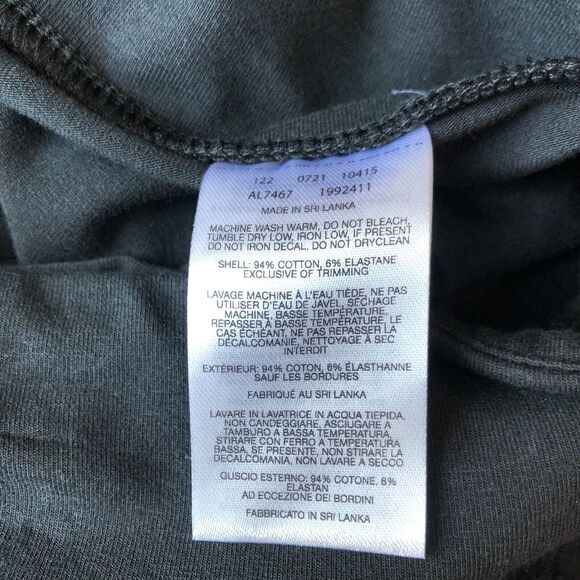 122 0721 10415
AL7467 1992411
MADE IN SRI LANKA
MACHINE WASH WARM, DO NOT BLEACH,
TUMBLE DRY LOW, IRON LOW, IF PRESENT
DO NOT IRON DECAL, DO NOT DRYCLEAN
SHELL: 94% COTTON, 6% ELASTANE
EXCLUSIVE OF TRIMMING
LAVAGE MACHINE À L'EAU TIÈDE, NE PAS
UTILISER D'EAU DE JAVEL, SÉCHAGE
MACHINE, BASSE TEMPÉRATURE,
REPASSER À BASSE TEMPÉRATURE, LE
CAS ÉCHÉANT, NE PAS REPASSER LA
DÉCALCOMANIE, NETTOYAGE À SEC
INTERDIT
EXTÉRIEUR: 94% COTON, 6% ÉLASTHANNE
SAUF LES BORDURES
FABRIQUÉ AU SRI LANKA
LAVARE IN LAVATRICE IN ACQUA TIEPIDA,
NON CANDEGGIARE, ASCIUGARE A
TAMBURO A BASSA TEMPERATURA,
STIRARE CON FERRO A TEMPERATURA
BASSA, SE PRESENTE, NON STIRARE LA
DECALCOMANIA, NON LAVARE A SECCO
GUSCIO ESTERNO: 94% COTONE, 6%
ELASTAN
AD ECCEZIONE DEI BORDINI
FABBRICATO IN SRI LANKA